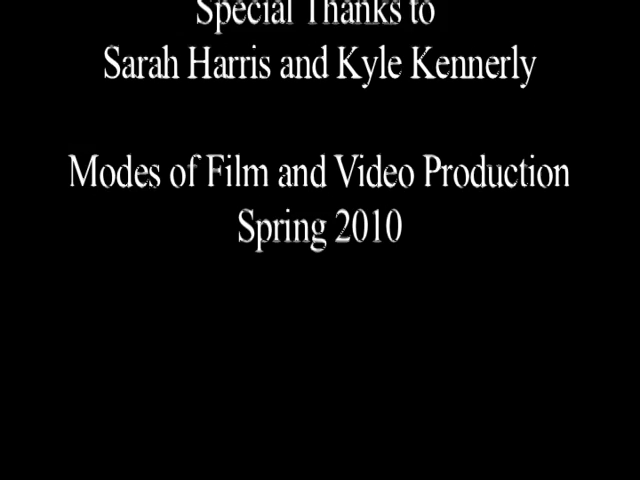 Special Thanks to
Sarah Harris and Kyle Kennerly
Modes of Film and Video Production
Spring 2010